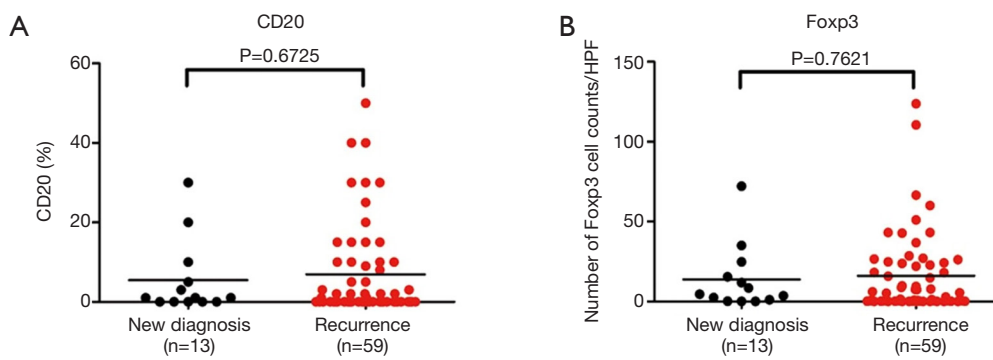 A
CD20
P=0.6725
60
40
20
0
CD20 (%)
New diagnosis
(n=13)
Recurrence
(n=59)
B
Foxp3
P=0.7621
150
100
50
0
Number of Foxp3 cell counts/HPF
New diagnosis
(n=13)
Recurrence
(n=59)